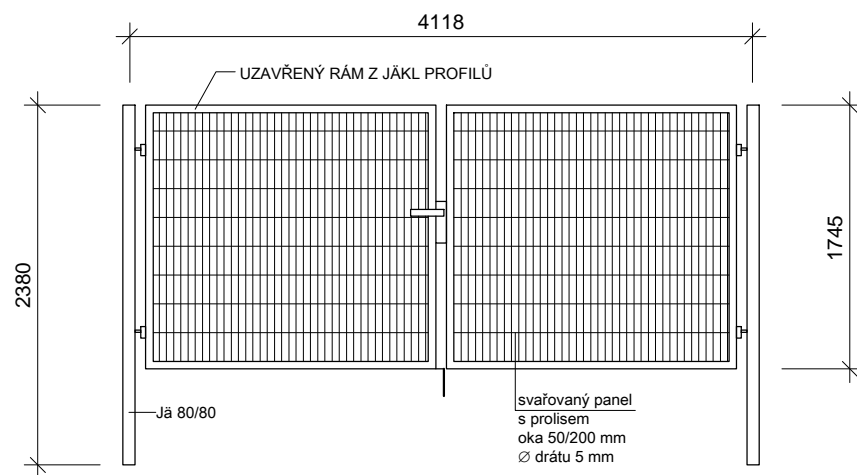 4118
UZAVŘENÝ RÁM Z JÄKL PROFILŮ
2380
1745
Jä 80/80
svařovaný panel
s prolisem
oka 50/200 mm
∅ drátu 5 mm